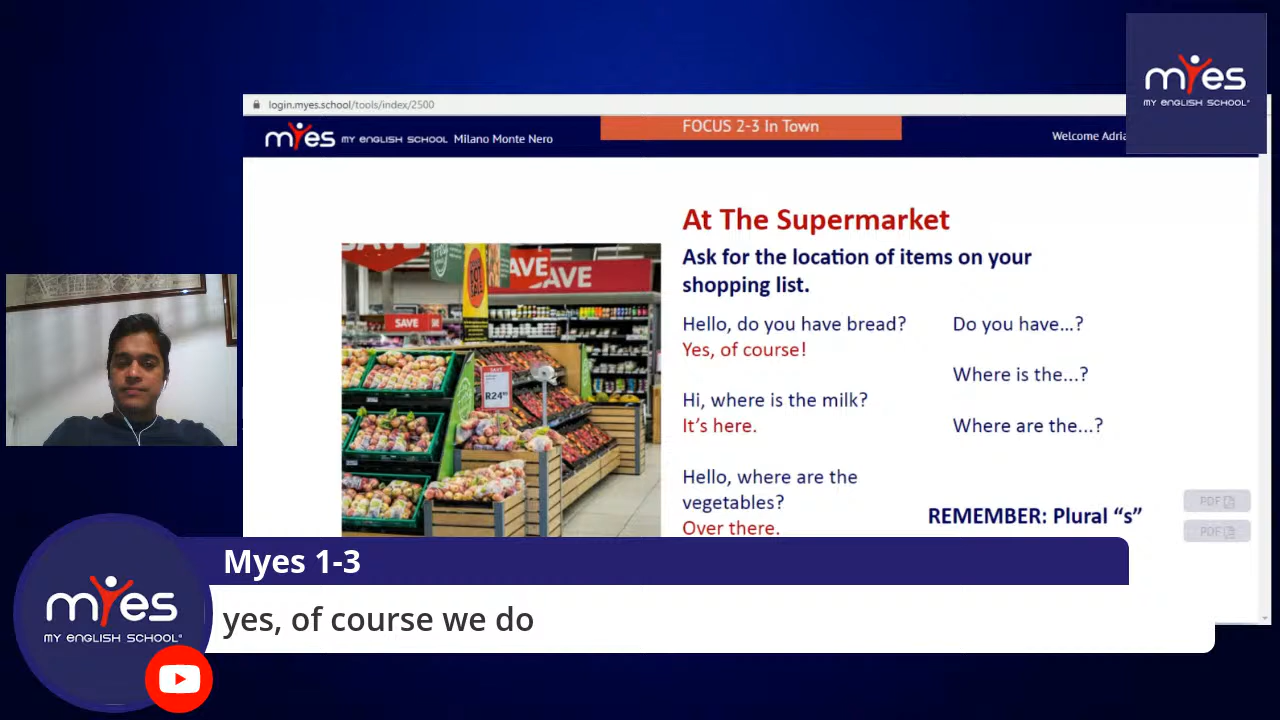 myes
MY ENGLISH SCHOOL®
login.myes.school/tools/index/2500
myes MY ENGLISH SCHOOL Milano Monte Nero
FOCUS 2-3 In Town
Welcome Adria
At The Supermarket
Ask for the location of items on your
shopping list.
Hello, do you have bread?
Yes, of course!
Hi, where is the milk?
It's here.
Hello, where are the
vegetables?
Over there.
Do you have...?
Where is the...?
Where are the...?
REMEMBER: Plural “s”
PDF
PDF
SAVE
SAVE
SAVE
SAVE
R24
Myes 1-3
yes, of course we do
myes
MY ENGLISH SCHOOL®